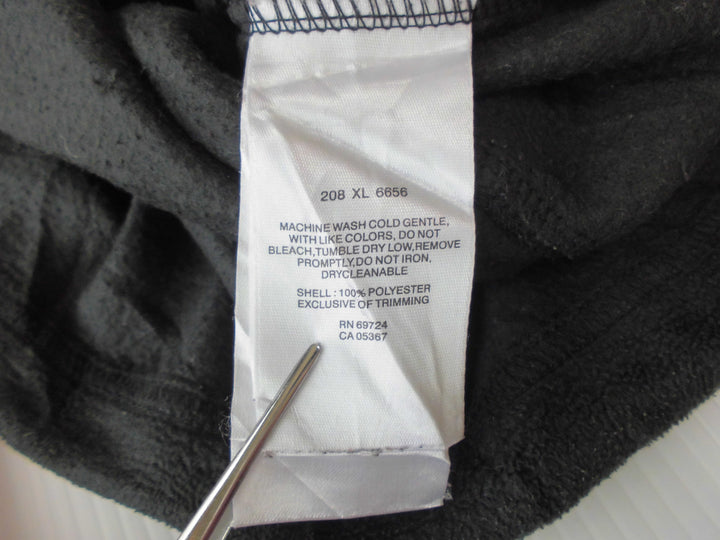 208 XL 6656
MACHINE WASH COLD GENTLE,
WITH LIKE COLORS, DO NOT
BLEACH,TUMBLE DRY LOW,REMOVE
PROMPTLY,DO NOT IRON,
DRYCLEANABLE
SHELL : 100% POLYESTER
EXCLUSIVE OF TRIMMING
RN 69724
CA 05367